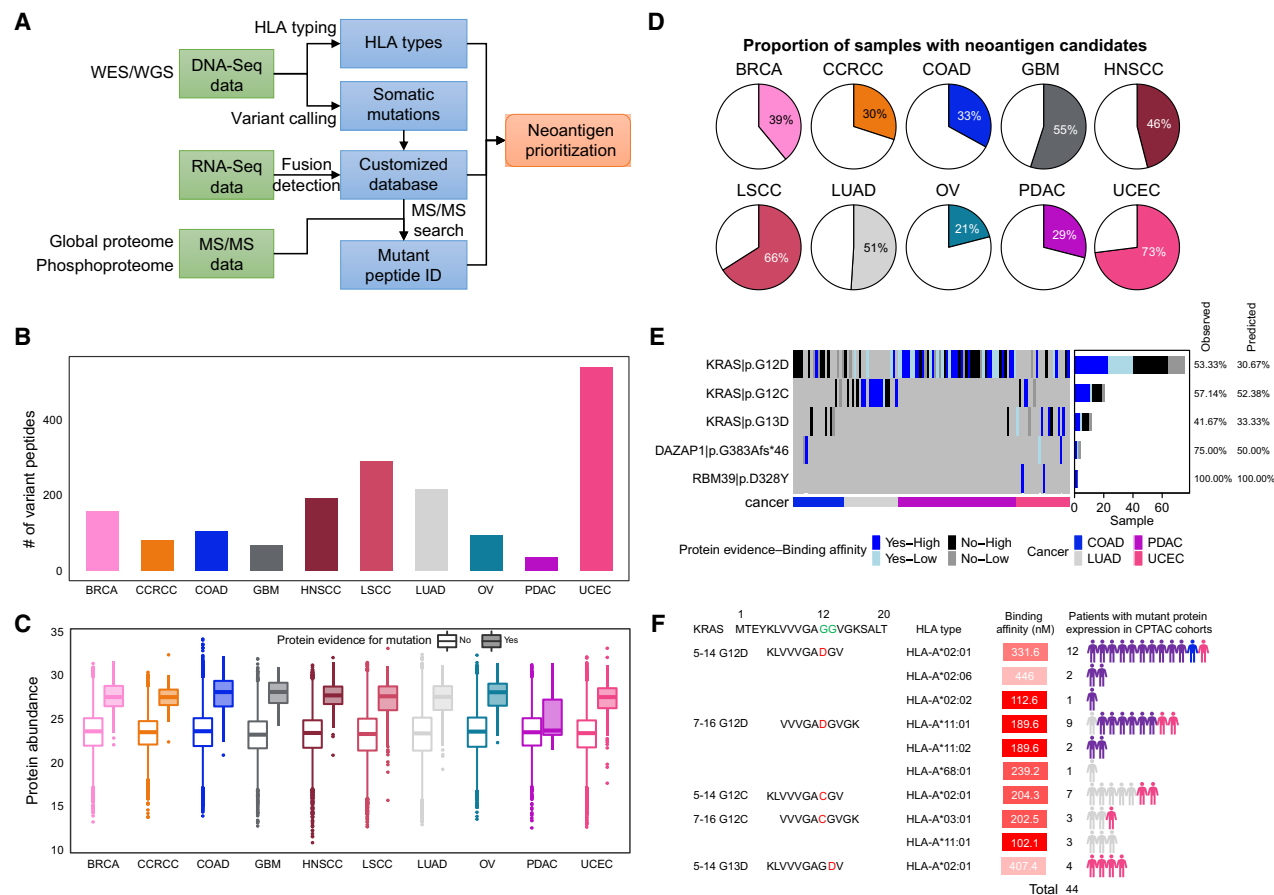 A
HLA typing
WES/WGS
DNA-Seq
data
HLA types
Variant calling
Somatic
mutations
RNA-Seq
data
Fusion
detection
Customized
database
Neoantigen
prioritization
MS/MS
search
Global proteome
Phosphoproteome
MS/MS
data
Mutant
peptide ID
D
Proportion of samples with neoantigen candidates
BRCA CCRCC COAD GBM HNSCC
39% 30% 33% 55% 46%
LSCC LUAD OV PDAC UCEC
66% 51% 21% 29% 73%
B
# of variant peptides
400
200
0
BRCA CCRCC COAD GBM HNSCC LSCC LUAD OV PDAC UCEC
C
Protein evidence for mutation No Yes
Protein abundance
35
30
25
20
15
10
BRCA CCRCC COAD GBM HNSCC LSCC LUAD OV PDAC UCEC
E
Observed
Predicted
KRAS|p.G12D 53.33% 30.67%
KRAS|p.G12C 57.14% 52.38%
KRAS|p.G13D 41.67% 33.33%
DAZAP1|p.G383Afs*46 75.00% 50.00%
RBM39|p.D328Y 100.00% 100.00%
cancer 0 20 40 60
Sample
Protein evidence–Binding affinity Yes–High No–High Cancer COAD PDAC
Yes–Low No–Low LUAD UCEC
F
1 12 20
KRAS MTEYKLVVVGAGGVGKSALT HLA type
Binding
affinity (nM)
Patients with mutant protein
expression in CPTAC cohorts
5-14 G12D KLVVVGADGV HLA-A*02:01 331.6 12
HLA-A*02:06 446 2
HLA-A*02:02 112.6 1
7-16 G12D VVVGADGVGK HLA-A*11:01 189.6 9
HLA-A*11:02 189.6 2
HLA-A*68:01 239.2 1
5-14 G12C KLVVVGACGV HLA-A*02:01 204.3 7
7-16 G12C VVVGACGVGK HLA-A*03:01 202.5 3
HLA-A*11:01 102.1 3
5-14 G13D KLVVVGAGDV HLA-A*02:01 407.4 4
Total 44